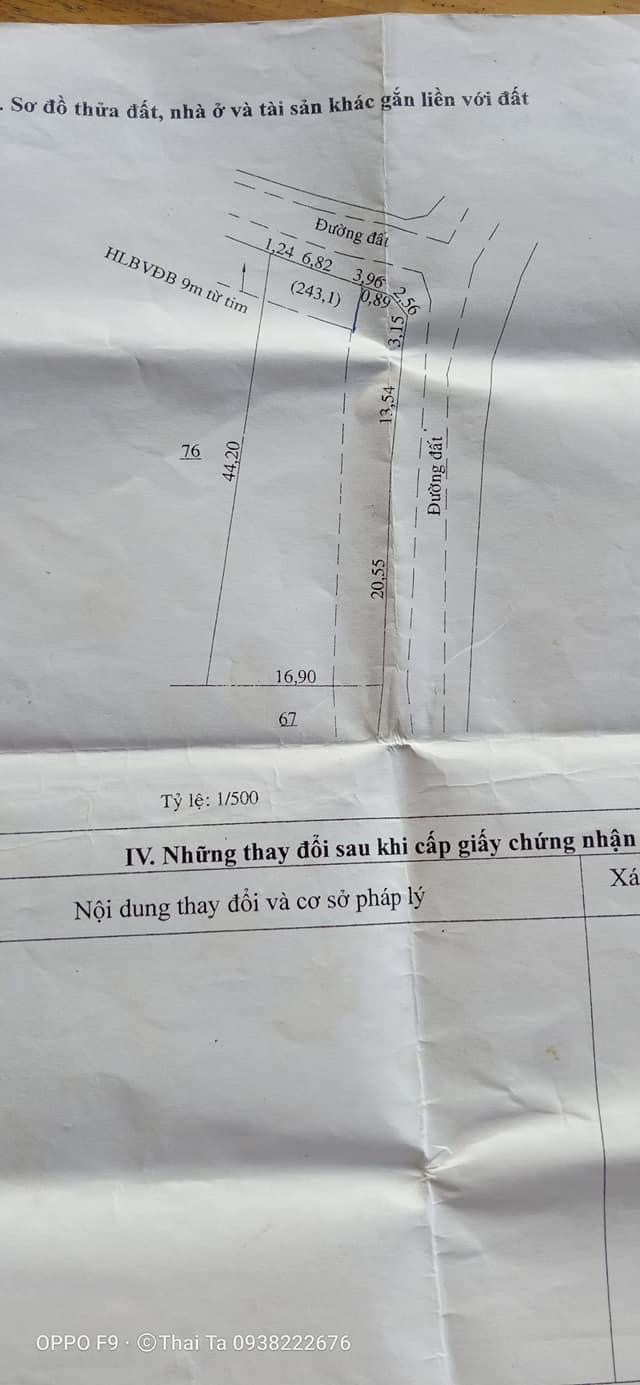 . Sơ đồ thửa đất, nhà ở và tài sản khác gắn liền với đất
Đường đất
HLBVĐB 9m từ tim
1,24 6,82 3,96 2,56
(243,1) 0,89
3,15
13,54
76
44,20
Đường đất
20,55
16,90
67
Tỷ lệ: 1/500
IV. Những thay đổi sau khi cấp giấy chứng nhận
Nội dung thay đổi và cơ sở pháp lý
Xá
OPPO F9 · ©Thai Ta 0938222676